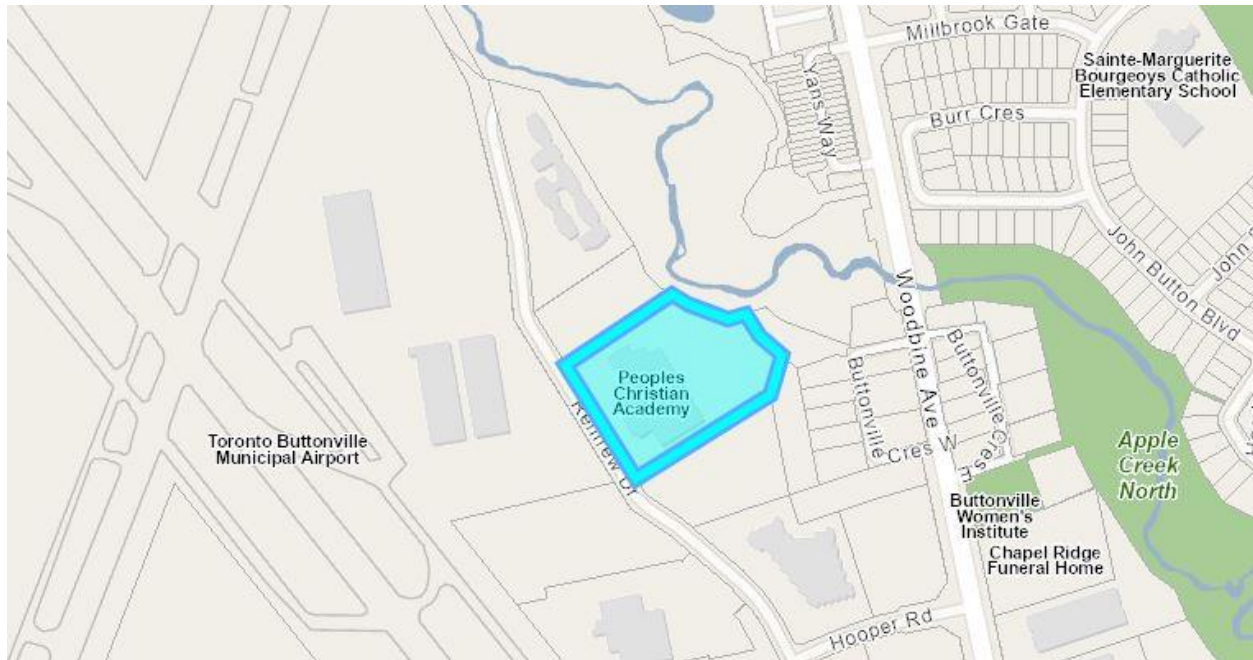 Millbrook Gate
Sainte-Marguerite
Bourgeoys Catholic
Elementary School
Yans Way
Burr Cres
John Button Blvd
John
Woodbine Ave
Buttonville
Cres W
Buttonville Cres E
Peoples
Christian
Academy
Renfrew Dr
Toronto Buttonville
Municipal Airport
Apple
Creek
North
Buttonville
Women's
Institute
Chapel Ridge
Funeral Home
Hooper Rd